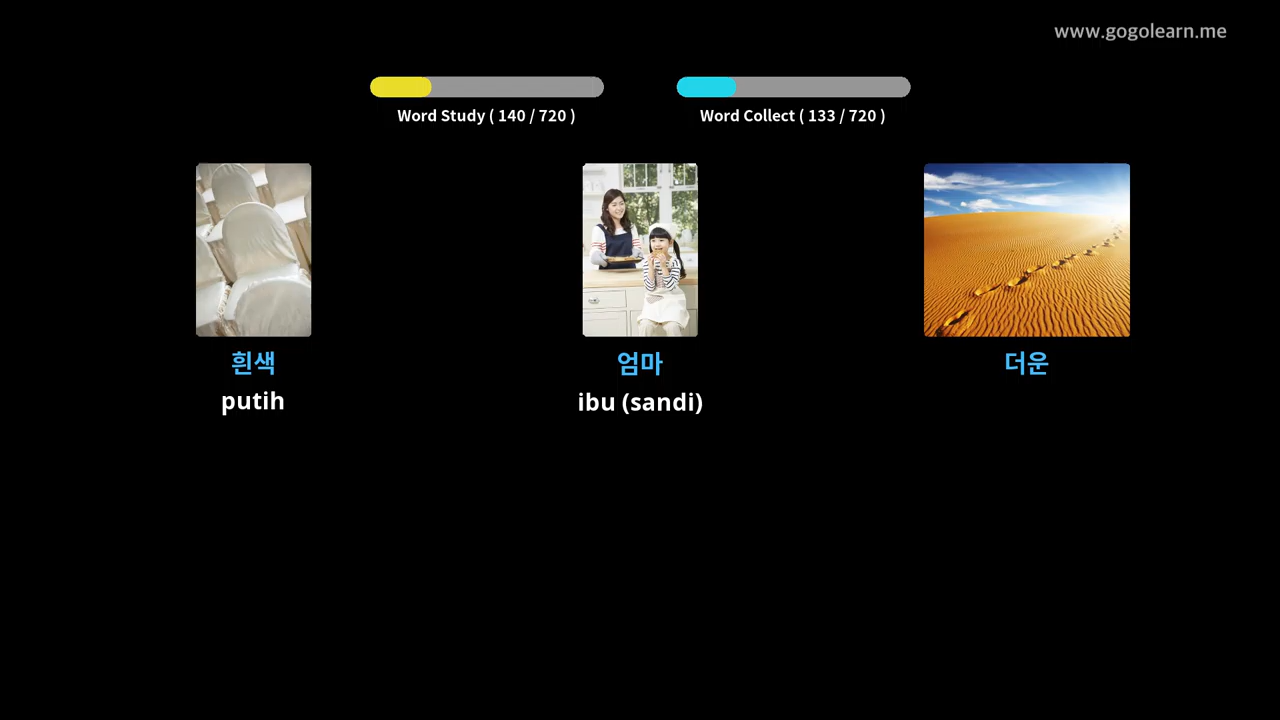 www.gogolearn.me
Word Study ( 140 / 720 )
Word Collect ( 133 / 720 )
흰색
엄마
더운
putih
ibu (sandi)